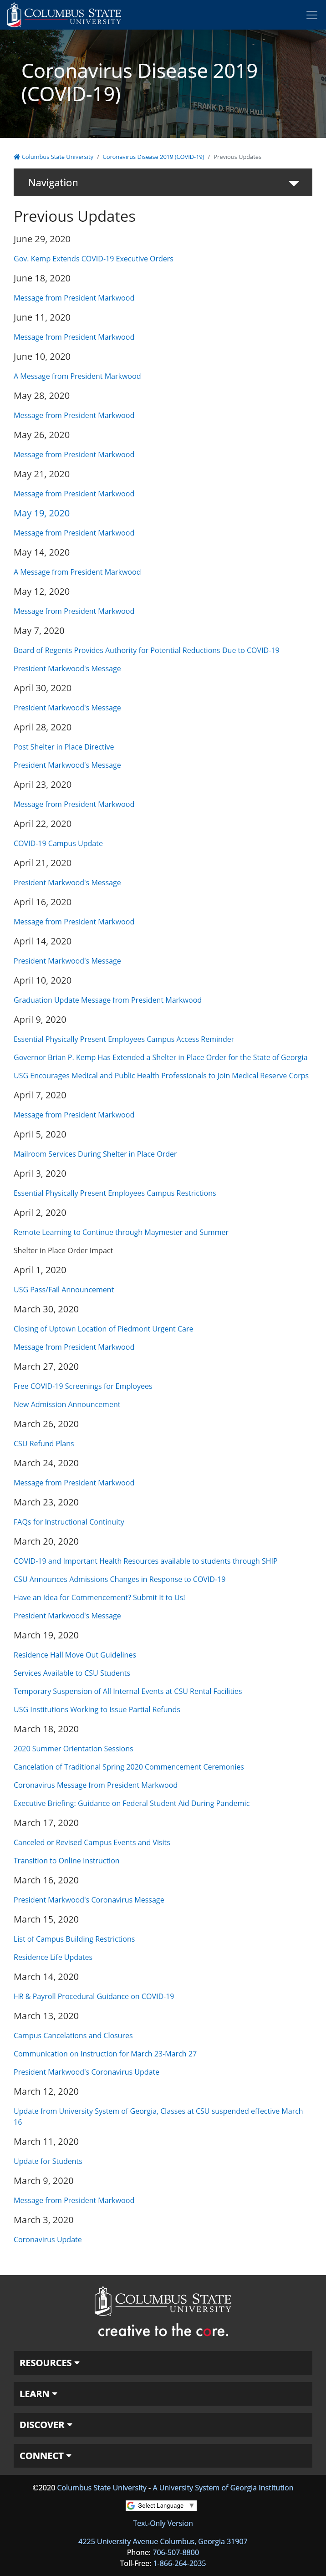 COLUMBUS STATE
UNIVERSITY
Coronavirus Disease 2019
(COVID-19)
FRANK D. BROWN HALL
Columbus State University / Coronavirus Disease 2019 (COVID-19) / Previous Updates
Navigation
Previous Updates
June 29, 2020
Gov. Kemp Extends COVID-19 Executive Orders
June 18, 2020
Message from President Markwood
June 11, 2020
Message from President Markwood
June 10, 2020
A Message from President Markwood
May 28, 2020
Message from President Markwood
May 26, 2020
Message from President Markwood
May 21, 2020
Message from President Markwood
May 19, 2020
Message from President Markwood
May 14, 2020
A Message from President Markwood
May 12, 2020
Message from President Markwood
May 7, 2020
Board of Regents Provides Authority for Potential Reductions Due to COVID-19
President Markwood's Message
April 30, 2020
President Markwood's Message
April 28, 2020
Post Shelter in Place Directive
President Markwood's Message
April 23, 2020
Message from President Markwood
April 22, 2020
COVID-19 Campus Update
April 21, 2020
President Markwood's Message
April 16, 2020
Message from President Markwood
April 14, 2020
President Markwood's Message
April 10, 2020
Graduation Update Message from President Markwood
April 9, 2020
Essential Physically Present Employees Campus Access Reminder
Governor Brian P. Kemp Has Extended a Shelter in Place Order for the State of Georgia
USG Encourages Medical and Public Health Professionals to Join Medical Reserve Corps
April 7, 2020
Message from President Markwood
April 5, 2020
Mailroom Services During Shelter in Place Order
April 3, 2020
Essential Physically Present Employees Campus Restrictions
April 2, 2020
Remote Learning to Continue through Maymester and Summer
Shelter in Place Order Impact
April 1, 2020
USG Pass/Fail Announcement
March 30, 2020
Closing of Uptown Location of Piedmont Urgent Care
Message from President Markwood
March 27, 2020
Free COVID-19 Screenings for Employees
New Admission Announcement
March 26, 2020
CSU Refund Plans
March 24, 2020
Message from President Markwood
March 23, 2020
FAQs for Instructional Continuity
March 20, 2020
COVID-19 and Important Health Resources available to students through SHIP
CSU Announces Admissions Changes in Response to COVID-19
Have an Idea for Commencement? Submit It to Us!
President Markwood's Message
March 19, 2020
Residence Hall Move Out Guidelines
Services Available to CSU Students
Temporary Suspension of All Internal Events at CSU Rental Facilities
USG Institutions Working to Issue Partial Refunds
March 18, 2020
2020 Summer Orientation Sessions
Cancelation of Traditional Spring 2020 Commencement Ceremonies
Coronavirus Message from President Markwood
Executive Briefing: Guidance on Federal Student Aid During Pandemic
March 17, 2020
Canceled or Revised Campus Events and Visits
Transition to Online Instruction
March 16, 2020
President Markwood's Coronavirus Message
March 15, 2020
List of Campus Building Restrictions
Residence Life Updates
March 14, 2020
HR & Payroll Procedural Guidance on COVID-19
March 13, 2020
Campus Cancelations and Closures
Communication on Instruction for March 23-March 27
President Markwood's Coronavirus Update
March 12, 2020
Update from University System of Georgia, Classes at CSU suspended effective March
16
March 11, 2020
Update for Students
March 9, 2020
Message from President Markwood
March 3, 2020
Coronavirus Update
COLUMBUS STATE
UNIVERSITY
creative to the core.
RESOURCES
LEARN
DISCOVER
CONNECT
©2020 Columbus State University - A University System of Georgia Institution
Select Language
Text-Only Version
4225 University Avenue Columbus, Georgia 31907
Phone: 706-507-8800
Toll-Free: 1-866-264-2035